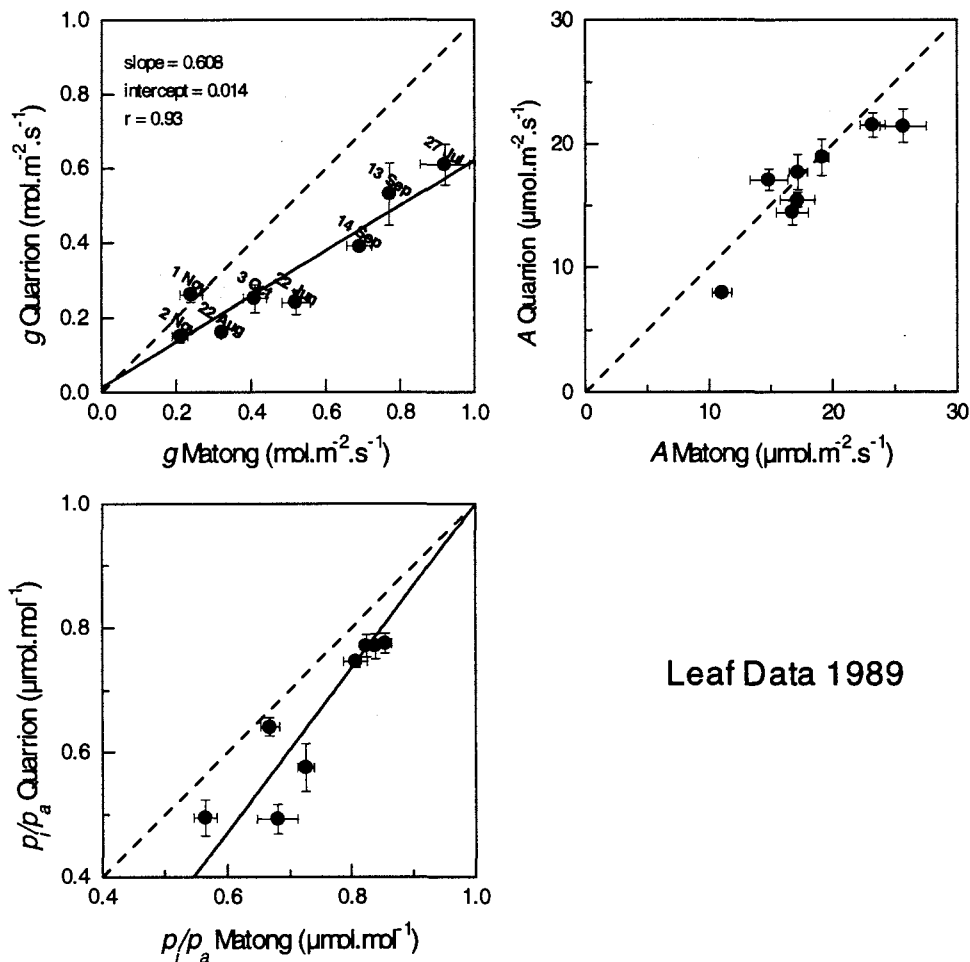 1.0
0.8
0.6
0.4
0.2
0.0
g Quarrion (mol.m⁻².s⁻¹)
slope = 0.608
intercept = 0.014
r = 0.93
27 Jul
13 Sep
14 Sep
1 Nov
3 Oct
22
2 Nov
22 Aug
0.0 0.2 0.4 0.6 0.8 1.0
g Matong (mol.m⁻².s⁻¹)
30
20
10
0
A Quarrion (μmol.m⁻².s⁻¹)
0 10 20 30
A Matong (μmol.m⁻².s⁻¹)
1.0
0.8
0.6
0.4
pᵢ/pₐ Quarrion (μmol.mol⁻¹)
0.4 0.6 0.8 1.0
pᵢ/pₐ Matong (μmol.mol⁻¹)
Leaf Data 1989